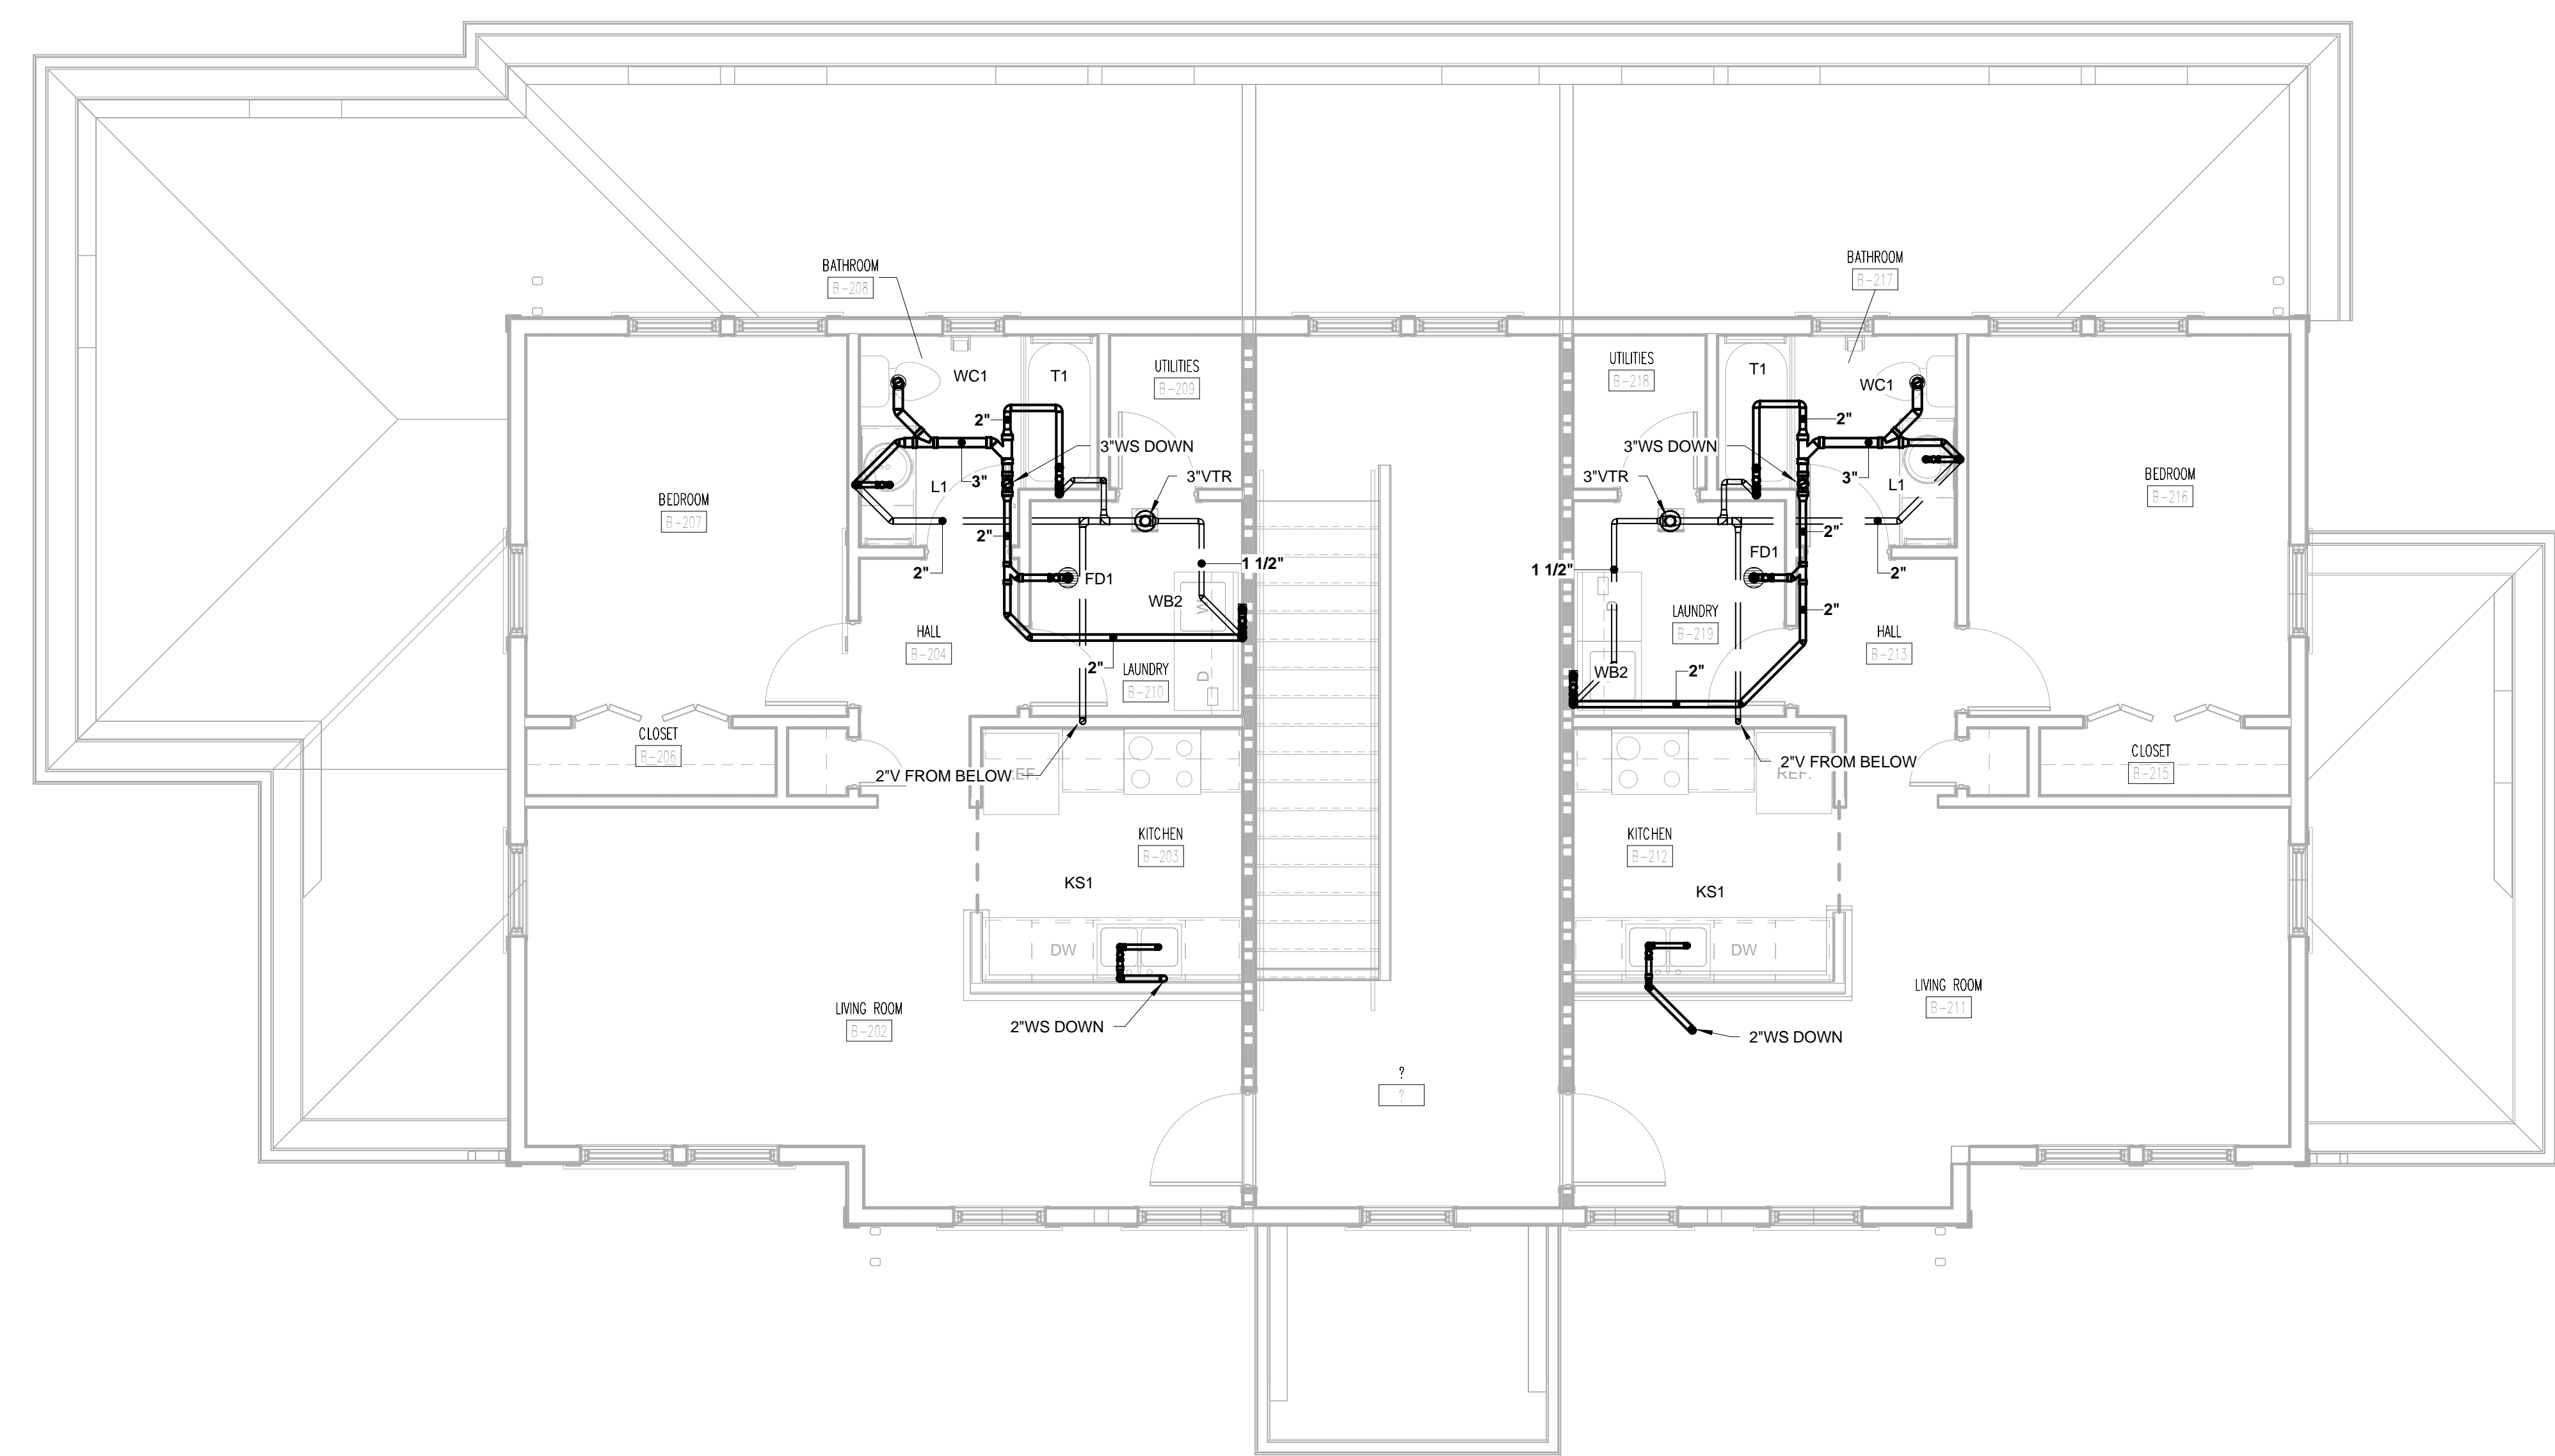 BATHROOM
B-208
BATHROOM
B-217
WC1
T1
UTILITIES
B-209
UTILITIES
B-218
T1
WC1
2"
2"
3"WS DOWN
3"WS DOWN
BEDROOM
B-207
L1
3"
3"VTR
3"VTR
3"
L1
BEDROOM
B-216
2"
2"
2"
FD1
1 1/2"
1 1/2"
FD1
2"
WB2
W
LAUNDRY
B-219
2"
HALL
B-204
HALL
B-213
2"
LAUNDRY
B-210
D
WB2
2"
CLOSET
B-206
CLOSET
B-215
2"V FROM BELOW
EF.
2"V FROM BELOW
REF.
KITCHEN
B-203
KITCHEN
B-212
KS1
KS1
DW
DW
LIVING ROOM
B-202
LIVING ROOM
B-211
2"WS DOWN
2"WS DOWN
?
?